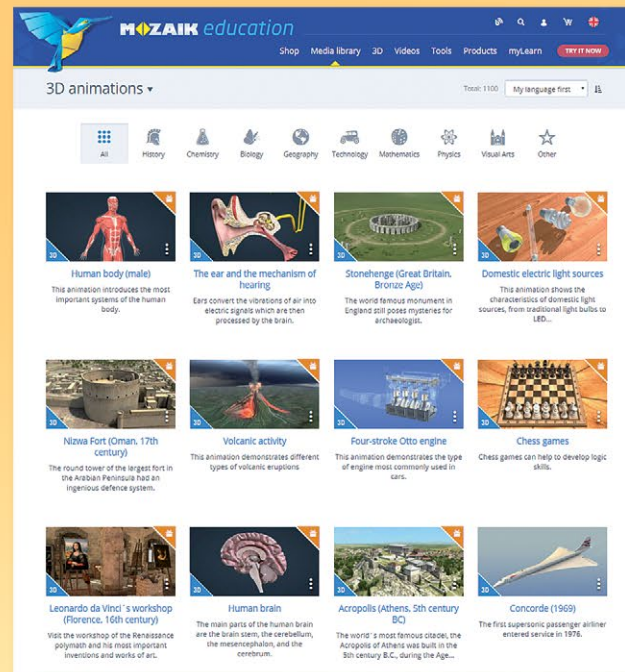 MOZAIK education
Shop Media library 3D Videos Tools Products myLearn TRY IT NOW
3D animations
Total: 1100 My language first
All History Chemistry Biology Geography Technology Mathematics Physics Visual Arts Other
3D
Human body (male)
This animation introduces the most
important systems of the human
body.
3D
The ear and the mechanism of
hearing
Ears convert the vibrations of air into
electric signals which are then
processed by the brain.
3D
Stonehenge (Great Britain,
Bronze Age)
The world famous monument in
England still poses mysteries for
archaeologist.
3D
Domestic electric light sources
This animation shows the
characteristics of domestic light
sources, from traditional light bulbs to
LED...
3D
Nizwa Fort (Oman, 17th
century)
The round tower of the largest fort in
the Arabian Peninsula had an
ingenious defence system.
3D
Volcanic activity
This animation demonstrates different
types of volcanic eruptions
3D
Four-stroke Otto engine
This animation demonstrates the type
of engine most commonly used in
cars.
3D
Chess games
Chess games can help to develop logic
skills.
3D
Leonardo da Vinci`s workshop
(Florence, 16th century)
Visit the workshop of the Renaissance
polymath and his most important
inventions and works of art.
3D
Human brain
The main parts of the human brain
are the brain stem, the cerebellum,
the mesencephalon, and the
cerebrum.
3D
Acropolis (Athens, 5th century
BC)
The world`s most famous citadel, the
Acropolis of Athens was built in the
5th century B.C., during the Age...
3D
Concorde (1969)
The first supersonic passenger airliner
entered service in 1976.